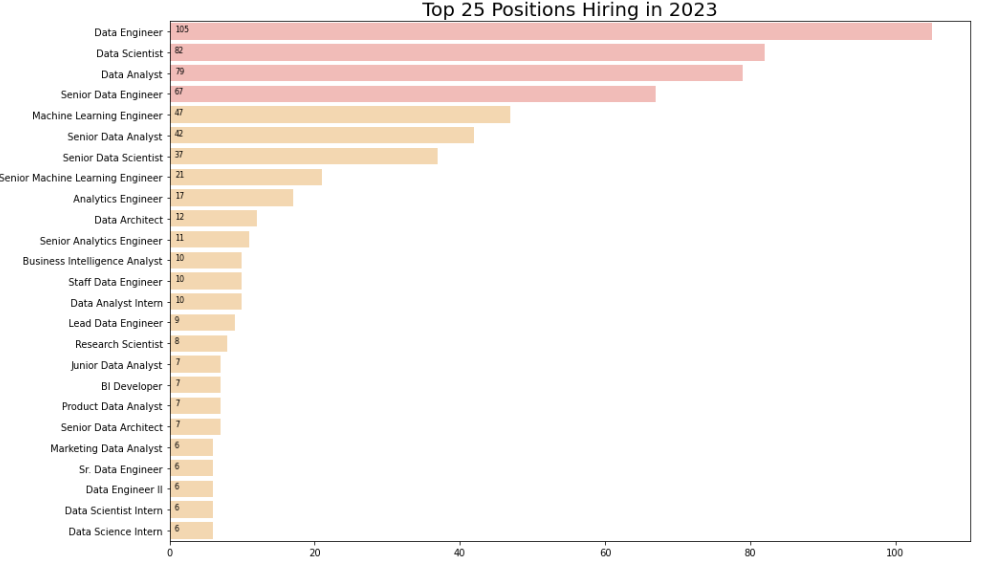 Top 25 Positions Hiring in 2023
Data Engineer 105
Data Scientist 82
Data Analyst 79
Senior Data Engineer 67
Machine Learning Engineer 47
Senior Data Analyst 42
Senior Data Scientist 37
Senior Machine Learning Engineer 21
Analytics Engineer 17
Data Architect 12
Senior Analytics Engineer 11
Business Intelligence Analyst 10
Staff Data Engineer 10
Data Analyst Intern 10
Lead Data Engineer 9
Research Scientist 8
Junior Data Analyst 7
BI Developer 7
Product Data Analyst 7
Senior Data Architect 7
Marketing Data Analyst 6
Sr. Data Engineer 6
Data Engineer II 6
Data Scientist Intern 6
Data Science Intern 6
0 20 40 60 80 100